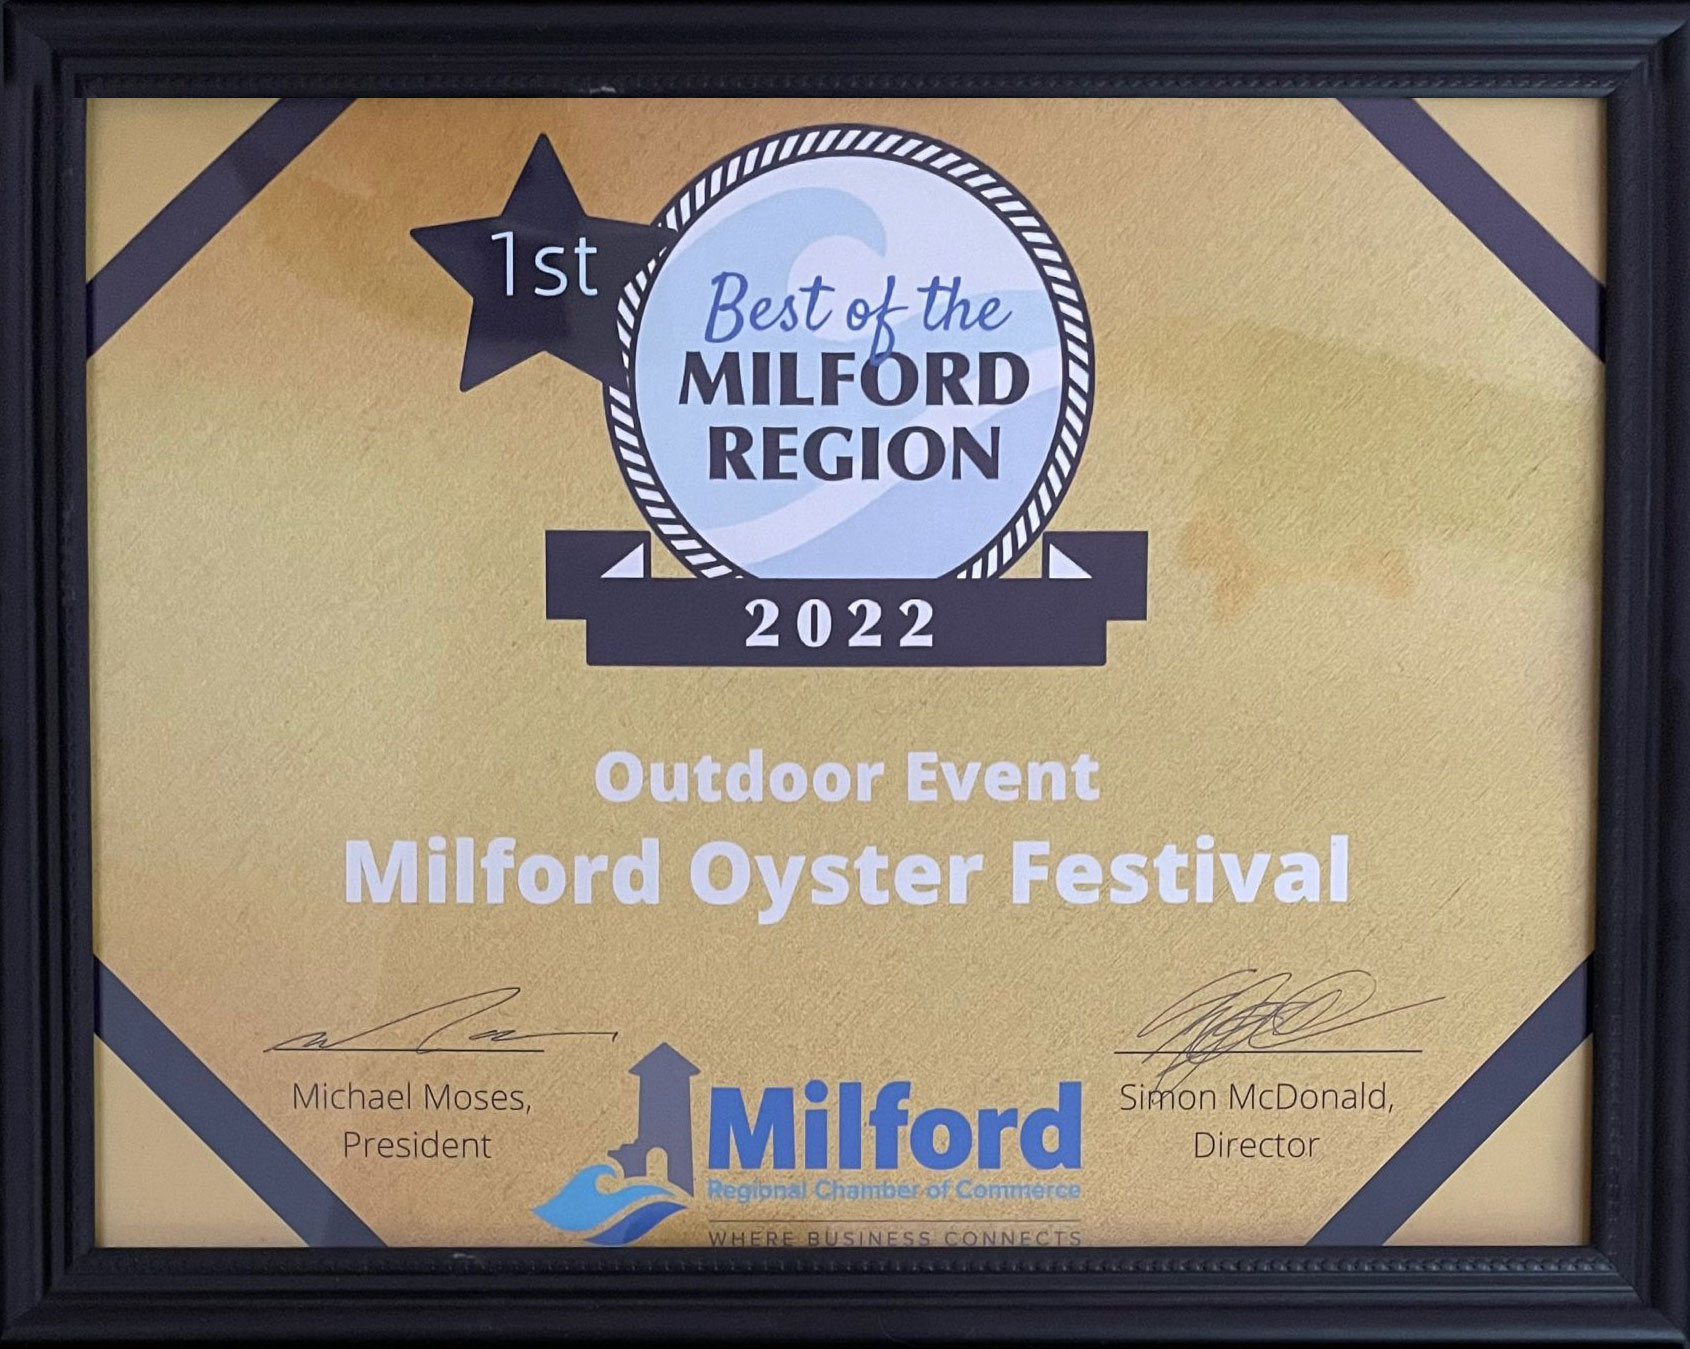 1st
Best of the
MILFORD
REGION
2022
Outdoor Event
Milford Oyster Festival
Michael Moses,
President
Simon McDonald,
Director
Milford
Regional Chamber of Commerce
WHERE BUSINESS CONNECTS